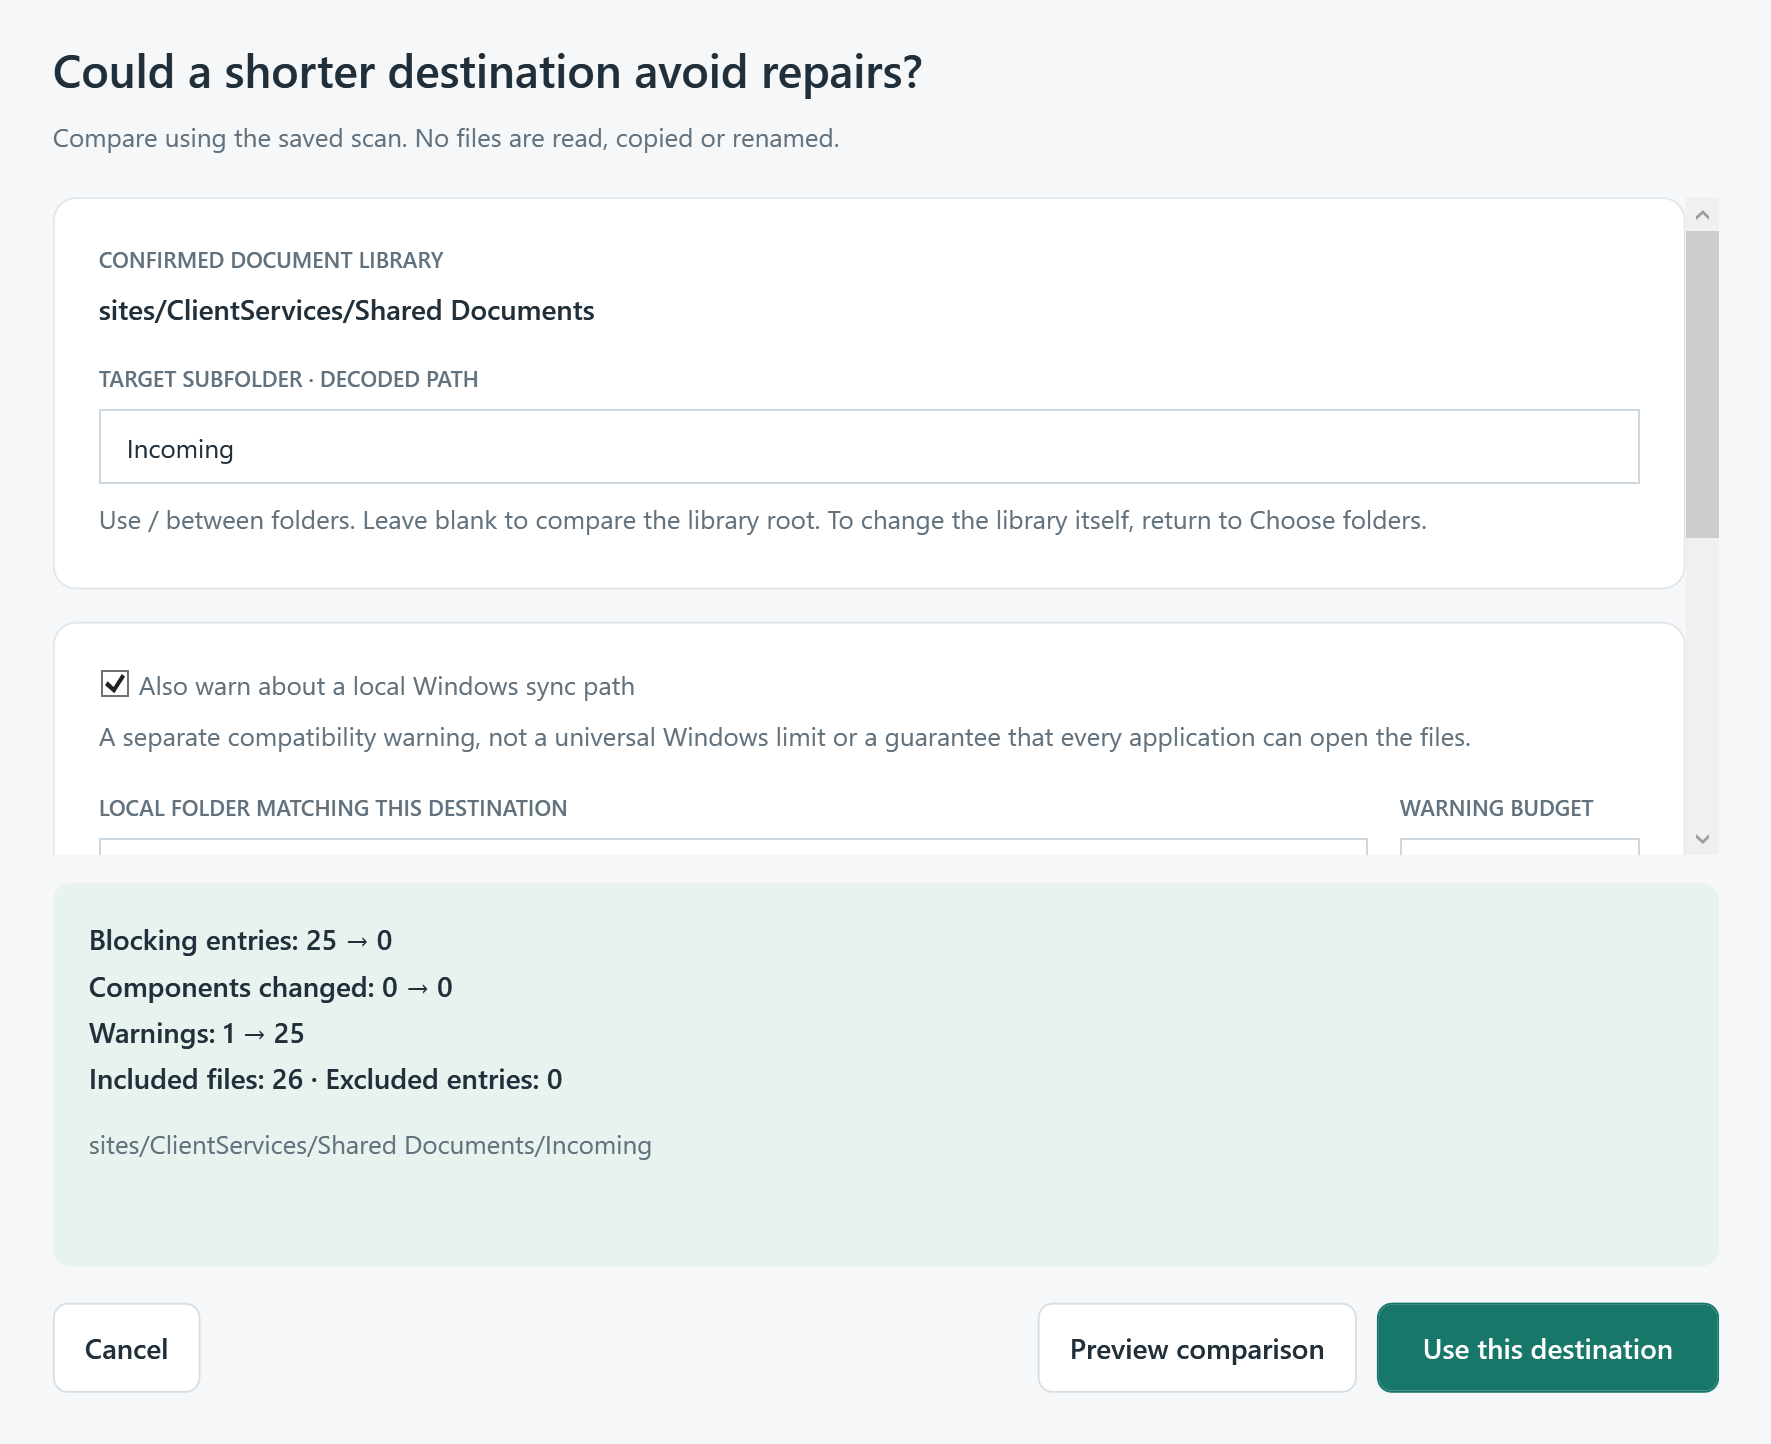 Could a shorter destination avoid repairs?
Compare using the saved scan. No files are read, copied or renamed.
CONFIRMED DOCUMENT LIBRARY
sites/ClientServices/Shared Documents
TARGET SUBFOLDER · DECODED PATH
Incoming
Use / between folders. Leave blank to compare the library root. To change the library itself, return to Choose folders.
Also warn about a local Windows sync path
A separate compatibility warning, not a universal Windows limit or a guarantee that every application can open the files.
LOCAL FOLDER MATCHING THIS DESTINATION
WARNING BUDGET
Blocking entries: 25 → 0
Components changed: 0 → 0
Warnings: 1 → 25
Included files: 26 · Excluded entries: 0
sites/ClientServices/Shared Documents/Incoming
Cancel
Preview comparison
Use this destination